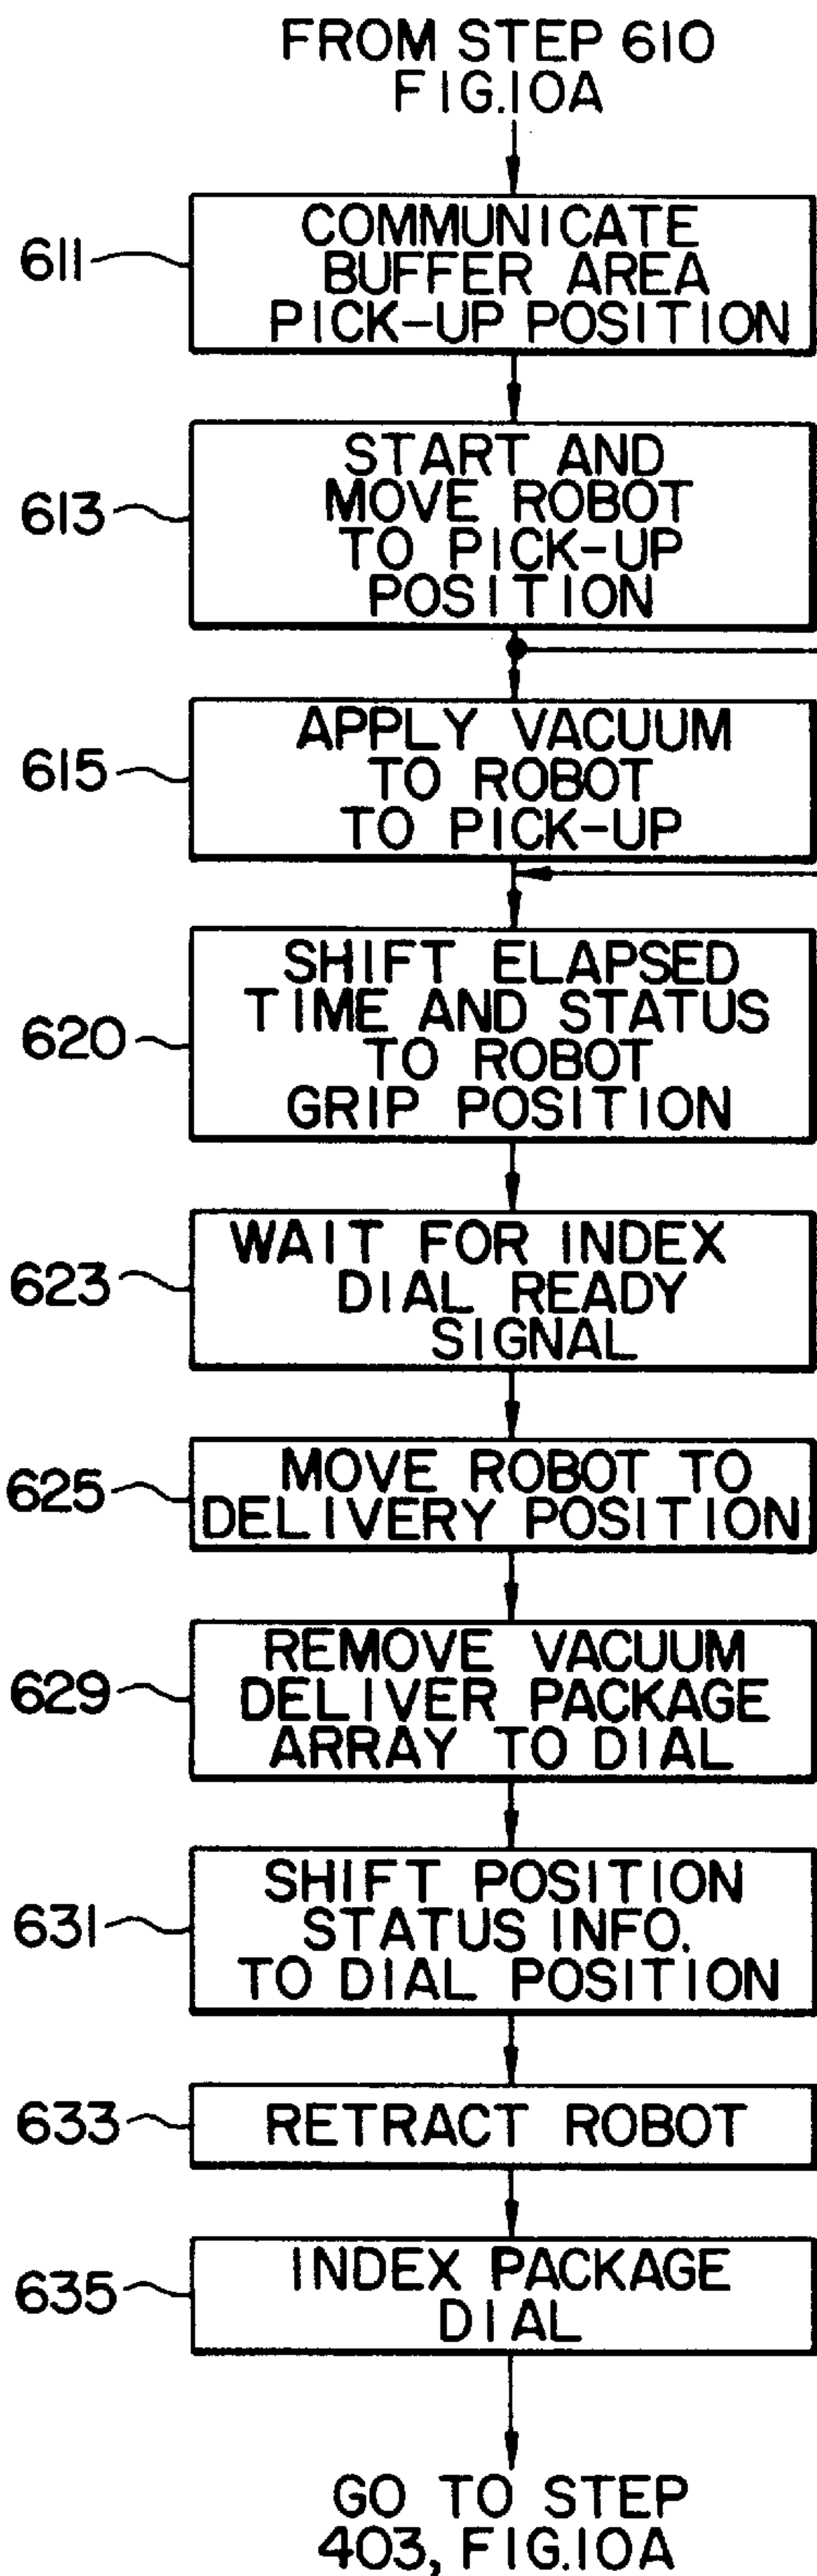 FROM STEP 610
FIG.10A
611
COMMUNICATE
BUFFER AREA
PICK-UP POSITION
613
START AND
MOVE ROBOT
TO PICK-UP
POSITION
615
APPLY VACUUM
TO ROBOT
TO PICK-UP
620
SHIFT ELAPSED
TIME AND STATUS
TO ROBOT
GRIP POSITION
623
WAIT FOR INDEX
DIAL READY
SIGNAL
625
MOVE ROBOT TO
DELIVERY POSITION
629
REMOVE VACUUM
DELIVER PACKAGE
ARRAY TO DIAL
631
SHIFT POSITION
STATUS INFO.
TO DIAL POSITION
633
RETRACT ROBOT
635
INDEX PACKAGE
DIAL
GO TO STEP
403, FIG.10A